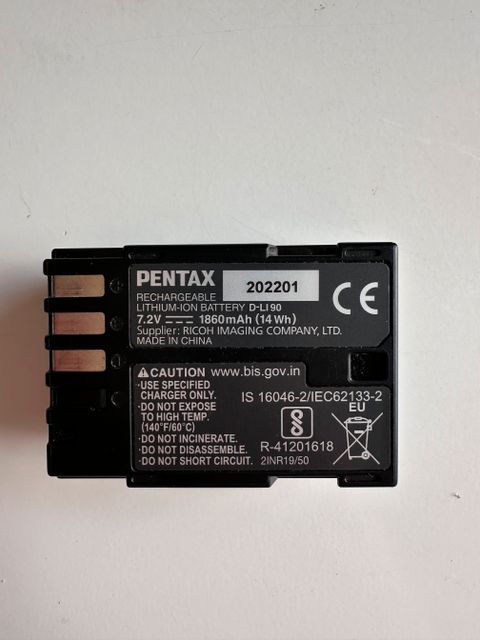 PENTAX
202201
RECHARGEABLE
LITHIUM-ION BATTERY D-LI90
7.2V ⎓ 1860mAh (14 Wh)
Supplier: RICOH IMAGING COMPANY, LTD.
MADE IN CHINA
CE
⚠CAUTION www.bis.gov.in
·USE SPECIFIED
CHARGER ONLY.
·DO NOT EXPOSE
TO HIGH TEMP.
(140°F/60°C)
·DO NOT INCINERATE.
·DO NOT DISASSEMBLE.
·DO NOT SHORT CIRCUIT.
IS 16046-2/IEC62133-2
EU
R-41201618
2INR19/50